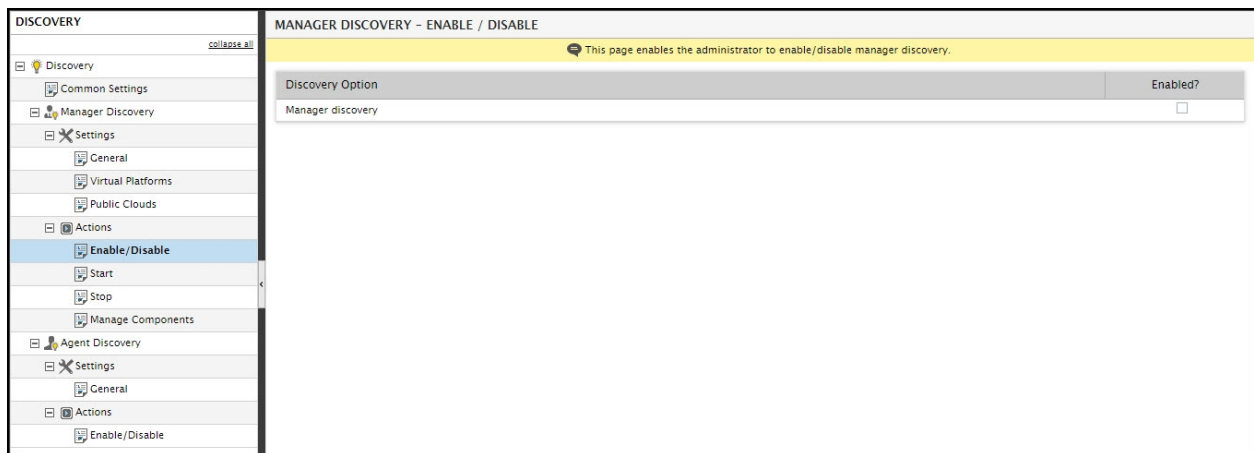 DISCOVERY
collapse all
Discovery
Common Settings
Manager Discovery
Settings
General
Virtual Platforms
Public Clouds
Actions
Enable/Disable
Start
Stop
Manage Components
Agent Discovery
Settings
General
Actions
Enable/Disable
MANAGER DISCOVERY - ENABLE / DISABLE
This page enables the administrator to enable/disable manager discovery.
Discovery Option Enabled?
Manager discovery